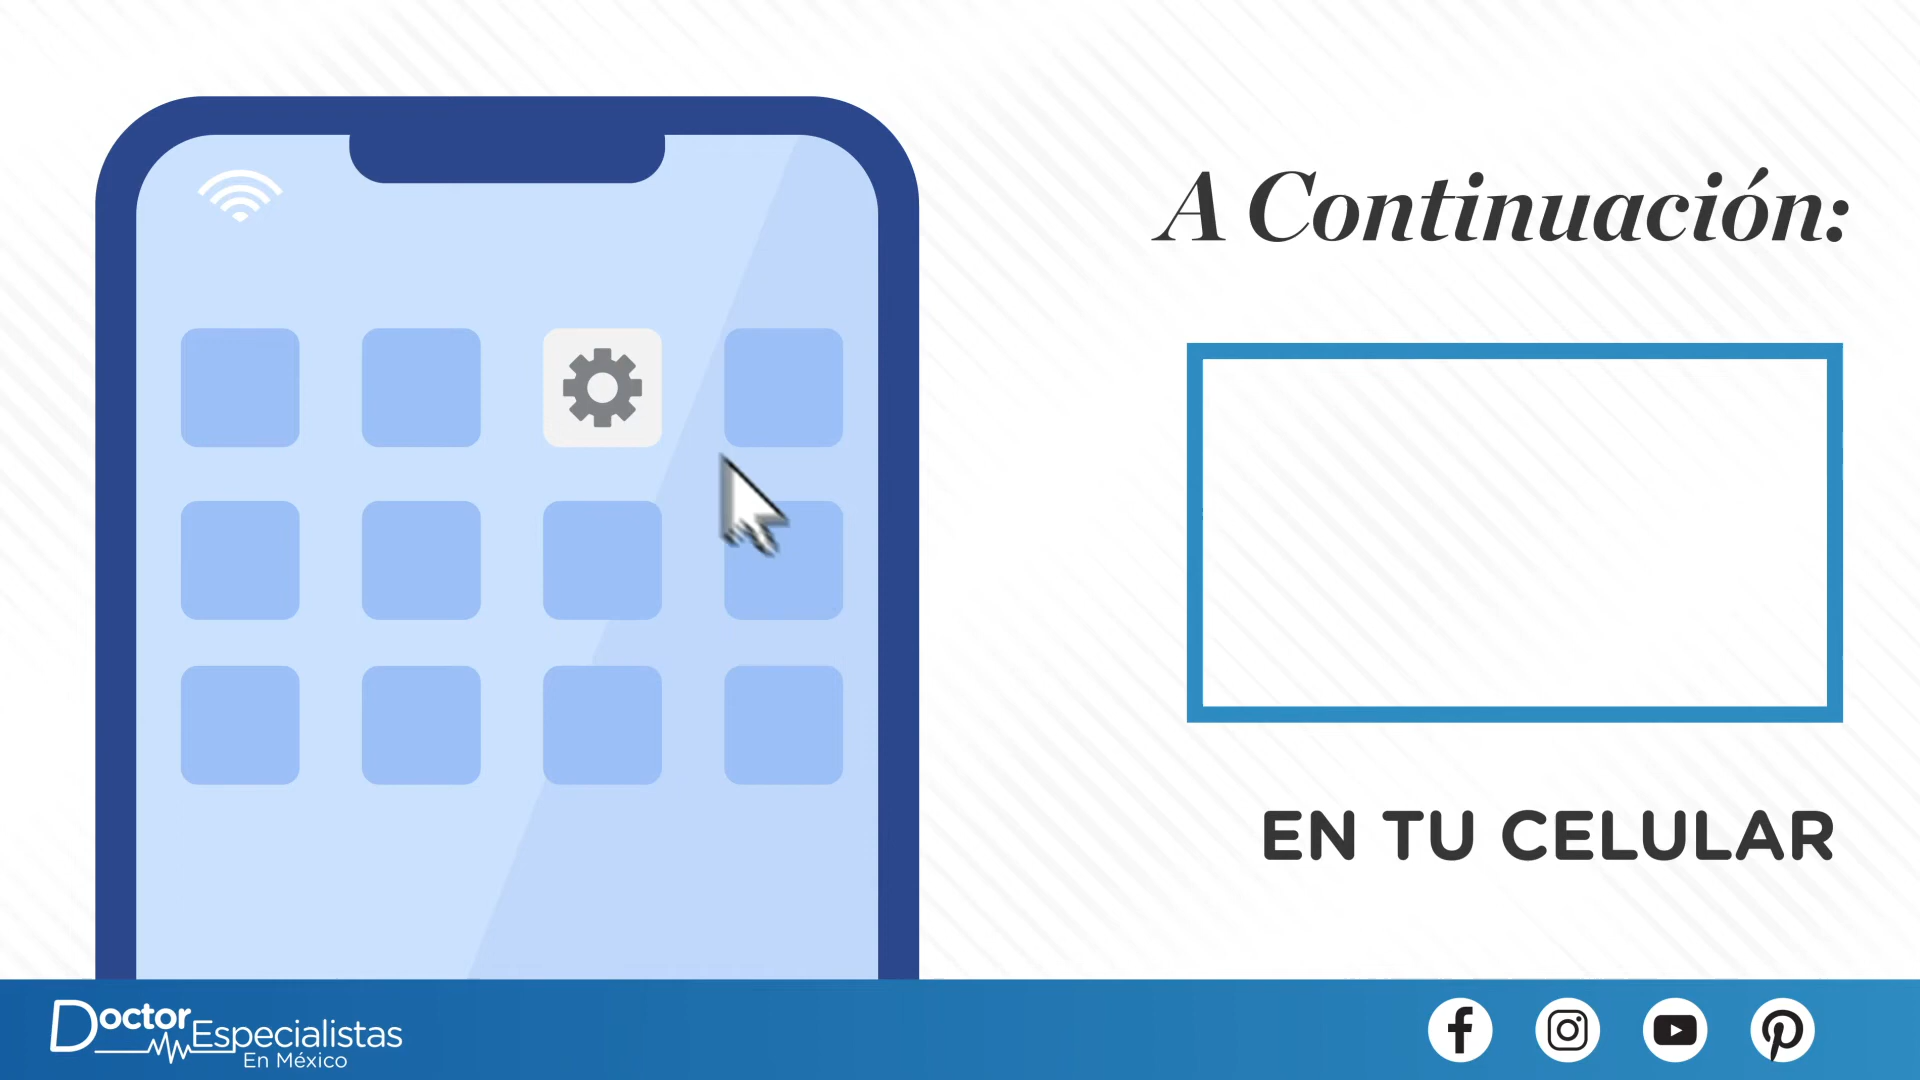 A Continuación:
EN TU CELULAR
Doctor Especialistas
En México